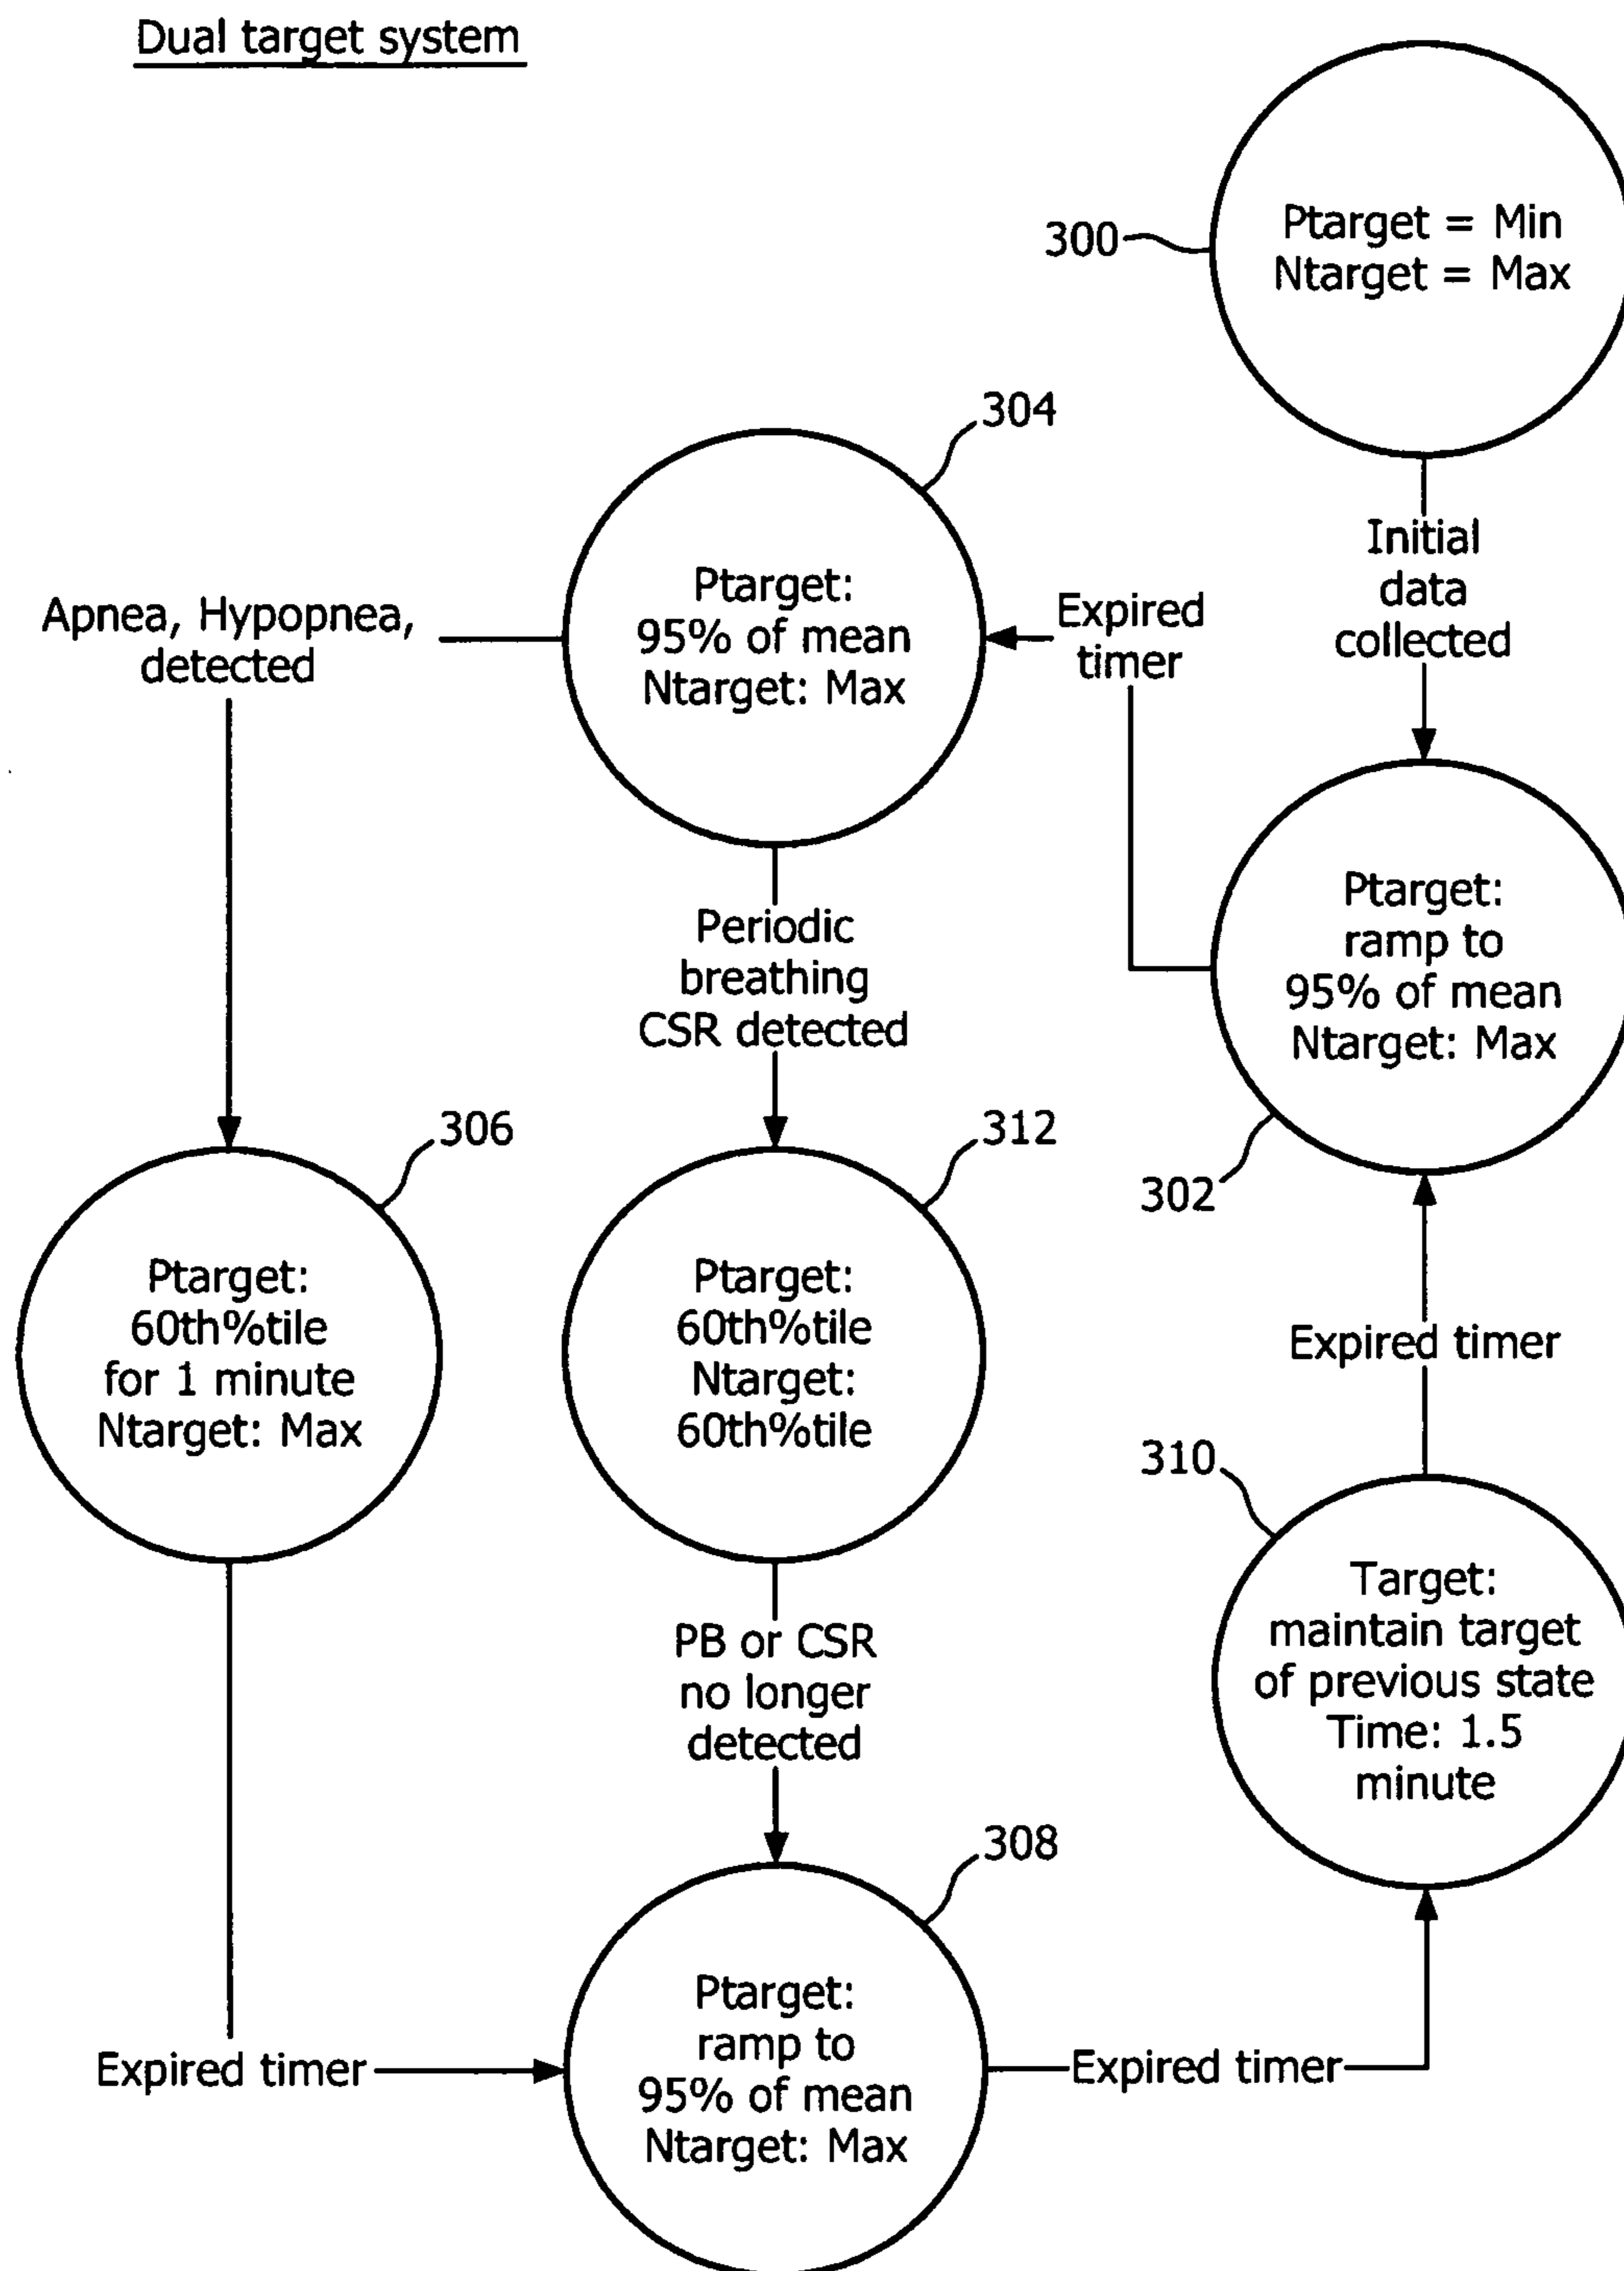 Dual target system
300
Ptarget = Min
Ntarget = Max
Initial
data
collected
304
Ptarget:
95% of mean
Ntarget: Max
Expired
timer
Apnea, Hypopnea,
detected
Periodic
breathing
CSR detected
Ptarget:
ramp to
95% of mean
Ntarget: Max
302
306
Ptarget:
60th%tile
for 1 minute
Ntarget: Max
312
Ptarget:
60th%tile
Ntarget:
60th%tile
Expired timer
310
Target:
maintain target
of previous state
Time: 1.5
minute
PB or CSR
no longer
detected
308
Ptarget:
ramp to
95% of mean
Ntarget: Max
Expired timer
Expired timer